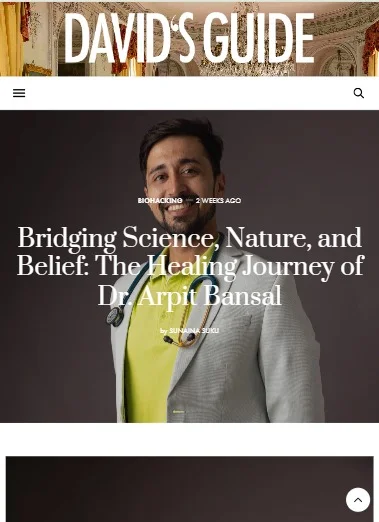 DAVID'S GUIDE
BIOHACKING — 2 WEEKS AGO
Bridging Science, Nature, and
Belief: The Healing Journey of
Dr. Arpit Bansal
by SUNAINA SUKU